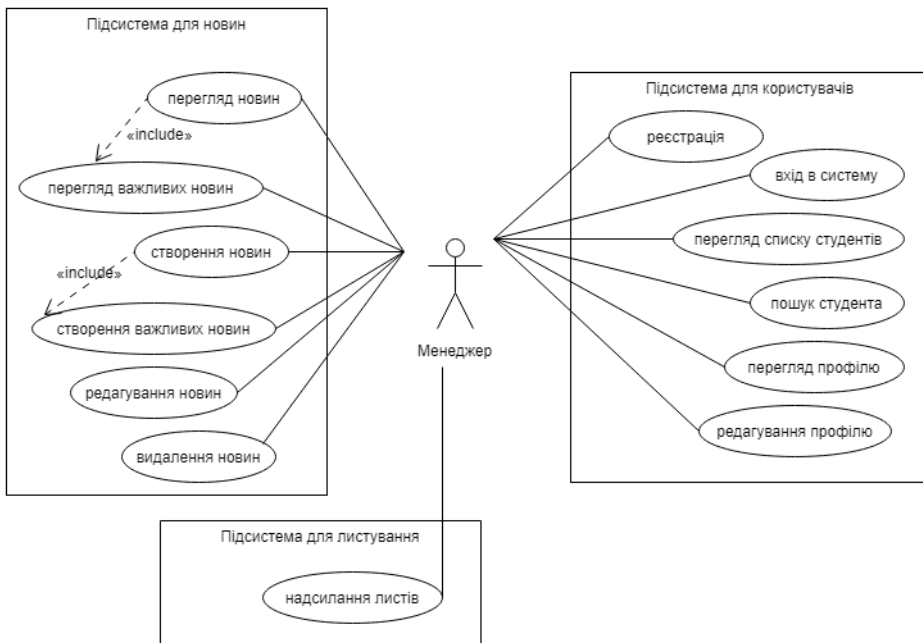 Підсистема для новин
перегляд новин
«include»
перегляд важливих новин
створення новин
«include»
створення важливих новин
редагування новин
видалення новин
Менеджер
Підсистема для користувачів
реєстрація
вхід в систему
перегляд списку студентів
пошук студента
перегляд профілю
редагування профілю
Підсистема для листування
надсилання листів